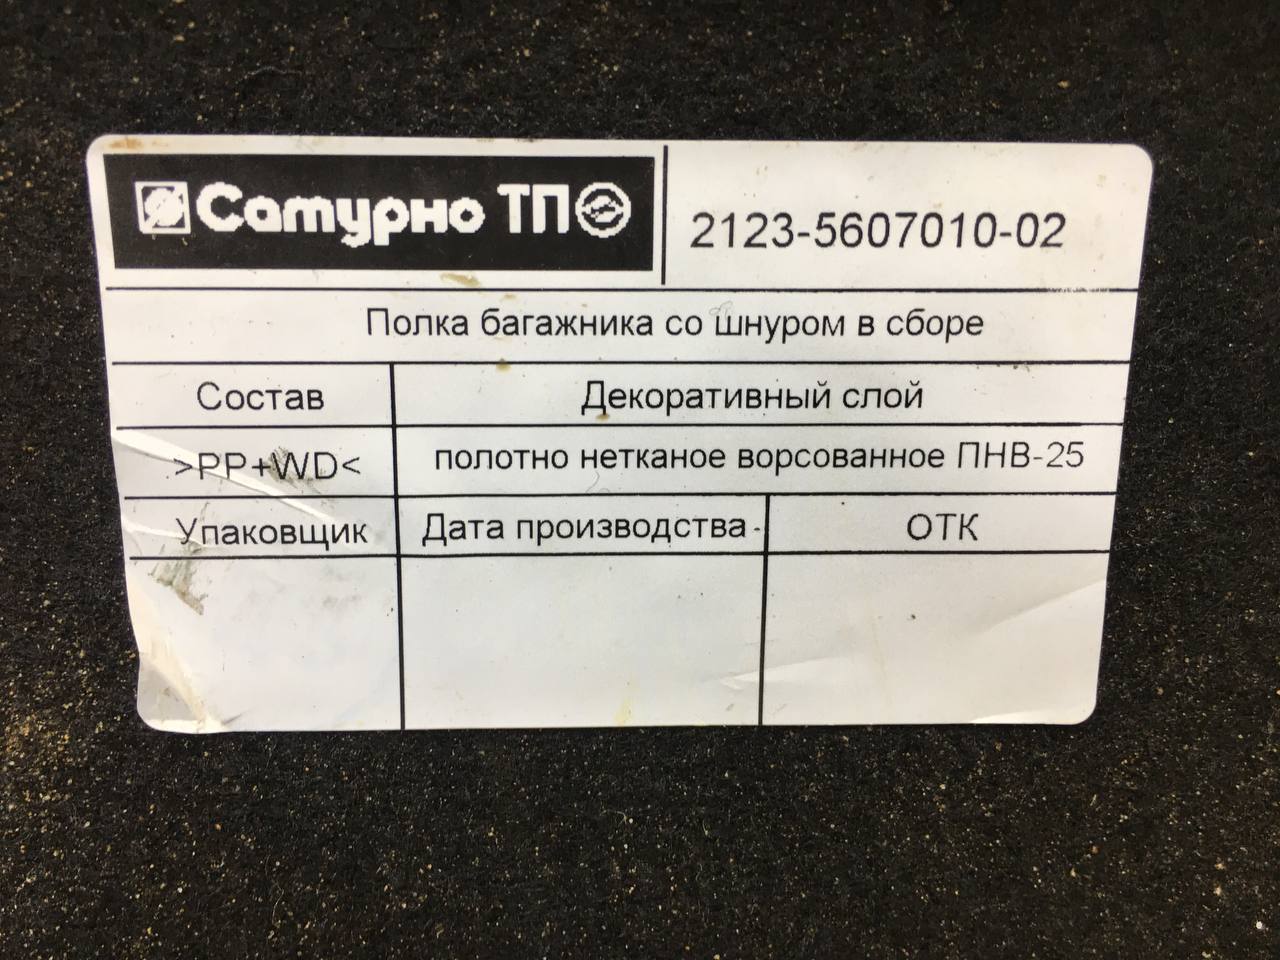 Сатурно ТП
2123-5607010-02
Полка багажника со шнуром в сборе
Состав
Декоративный слой
>PP+WD<
полотно нетканое ворсованное ПНВ-25
Упаковщик
Дата производства
ОТК